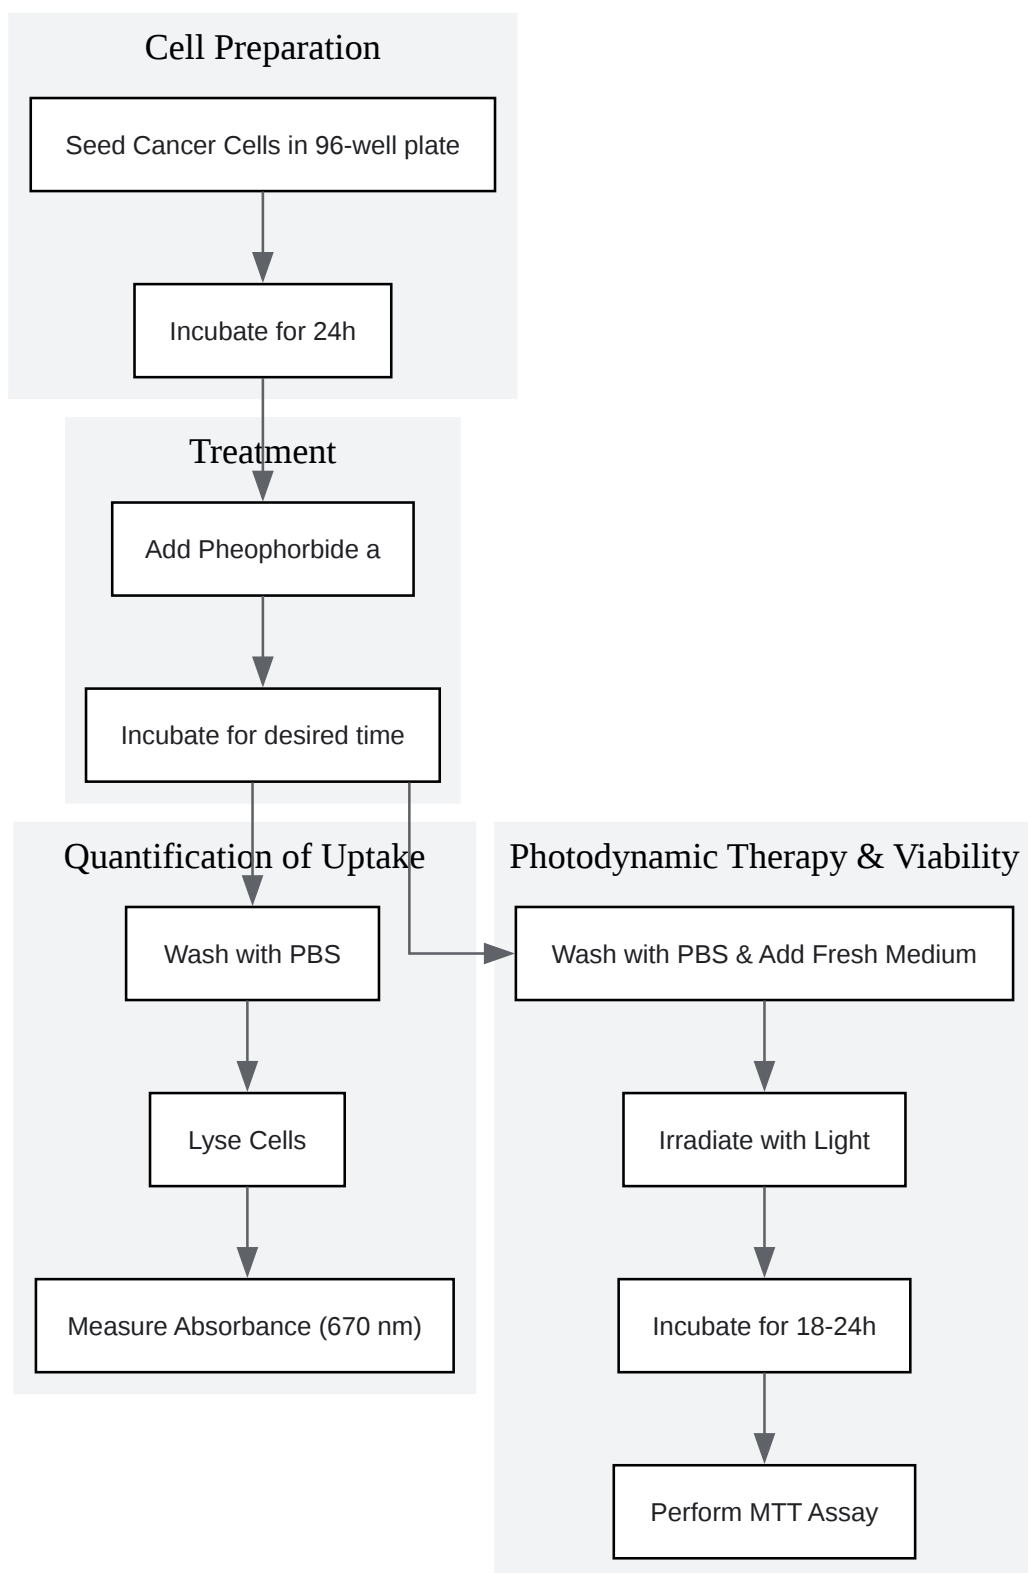 Cell Preparation
Seed Cancer Cells in 96-well plate
Incubate for 24h
Treatment
Add Pheophorbide a
Incubate for desired time
Quantification of Uptake
Wash with PBS
Lyse Cells
Measure Absorbance (670 nm)
Photodynamic Therapy & Viability
Wash with PBS & Add Fresh Medium
Irradiate with Light
Incubate for 18-24h
Perform MTT Assay